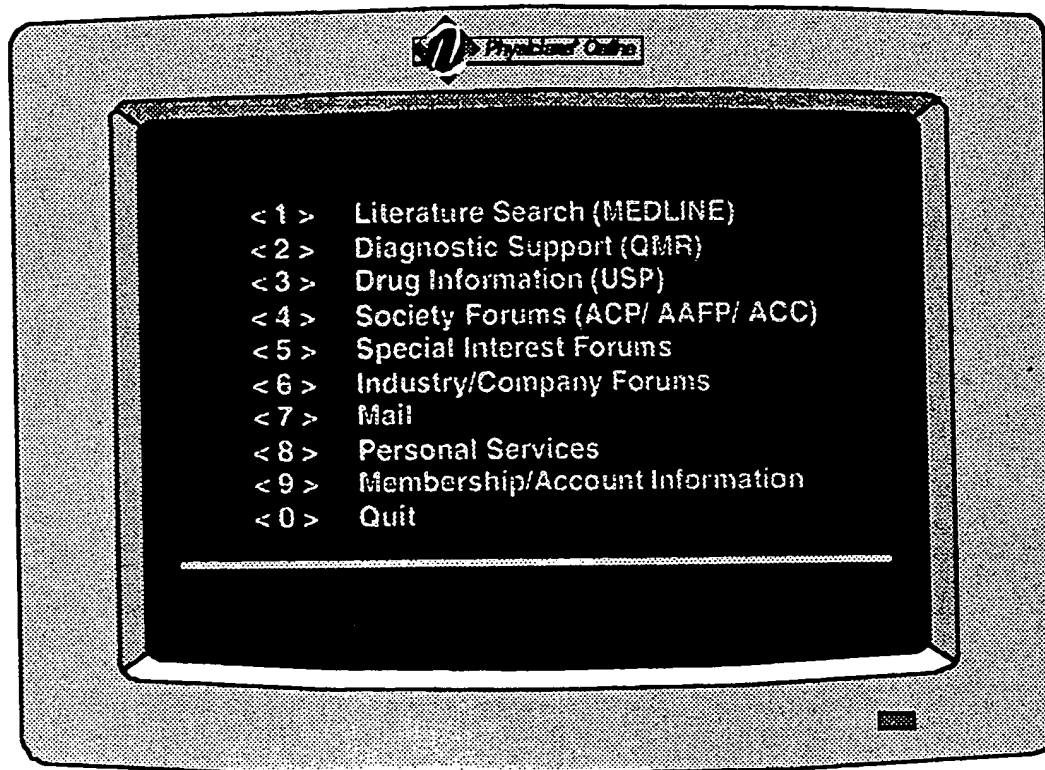 Physicians' Online
< 1 > Literature Search (MEDLINE)
< 2 > Diagnostic Support (QMR)
< 3 > Drug Information (USP)
< 4 > Society Forums (ACP/ AAFP/ ACC)
< 5 > Special Interest Forums
< 6 > Industry/Company Forums
< 7 > Mail
< 8 > Personal Services
< 9 > Membership/Account Information
< 0 > Quit